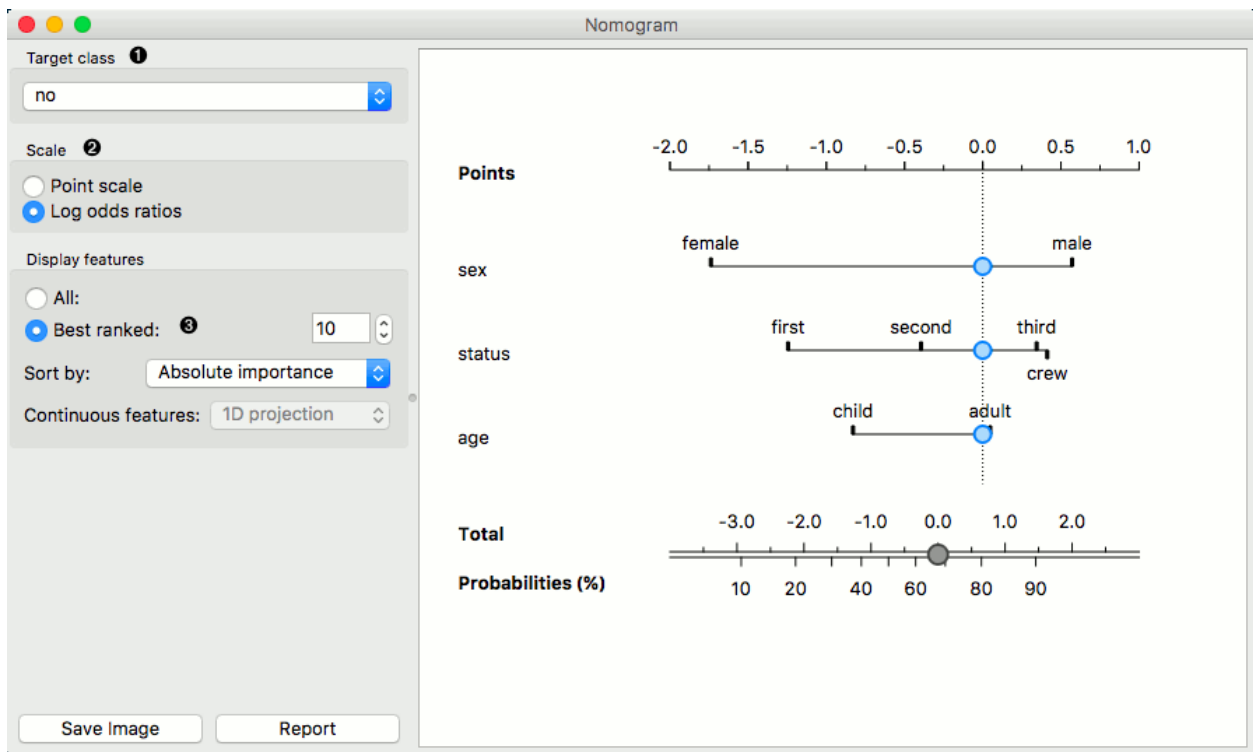 Nomogram
Target class ❶
no
Scale ❷
Point scale
Log odds ratios
Display features
All:
Best ranked: ❸ 10
Sort by: Absolute importance
Continuous features: 1D projection
Save Image
Report
-2.0 -1.5 -1.0 -0.5 0.0 0.5 1.0
Points
female male
sex
first second third
status
crew
child adult
age
-3.0 -2.0 -1.0 0.0 1.0 2.0
Total
Probabilities (%)
10 20 40 60 80 90